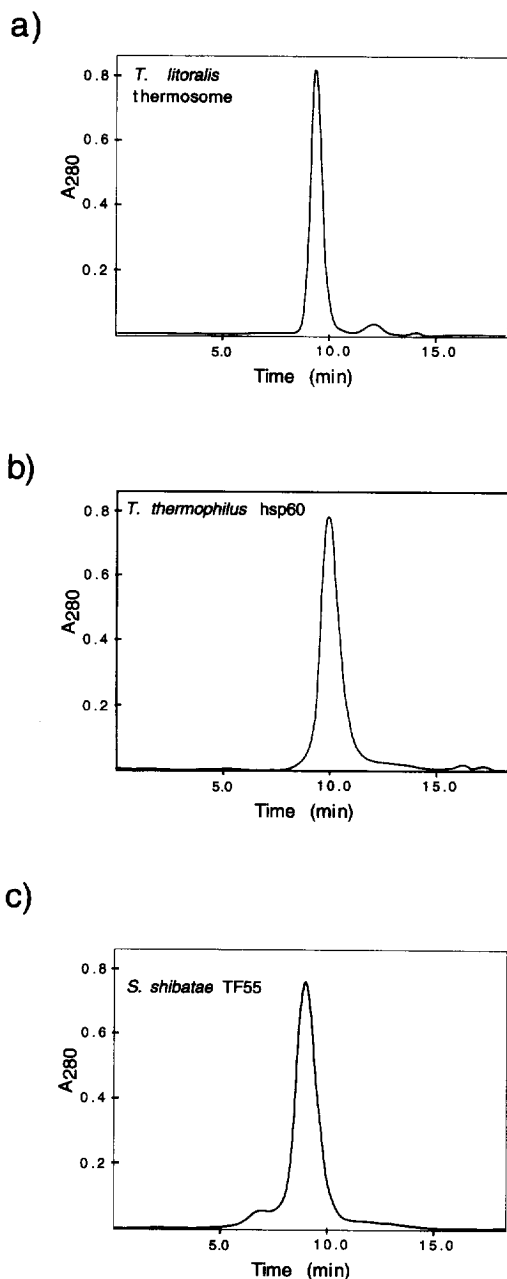 a)
T. litoralis
thermosome
0.8
0.6
0.4
0.2
A280
5.0 10.0 15.0
Time (min)
b)
T. thermophilus hsp60
0.8
0.6
0.4
0.2
A280
5.0 10.0 15.0
Time (min)
c)
S. shibatae TF55
0.8
0.6
0.4
0.2
A280
5.0 10.0 15.0
Time (min)